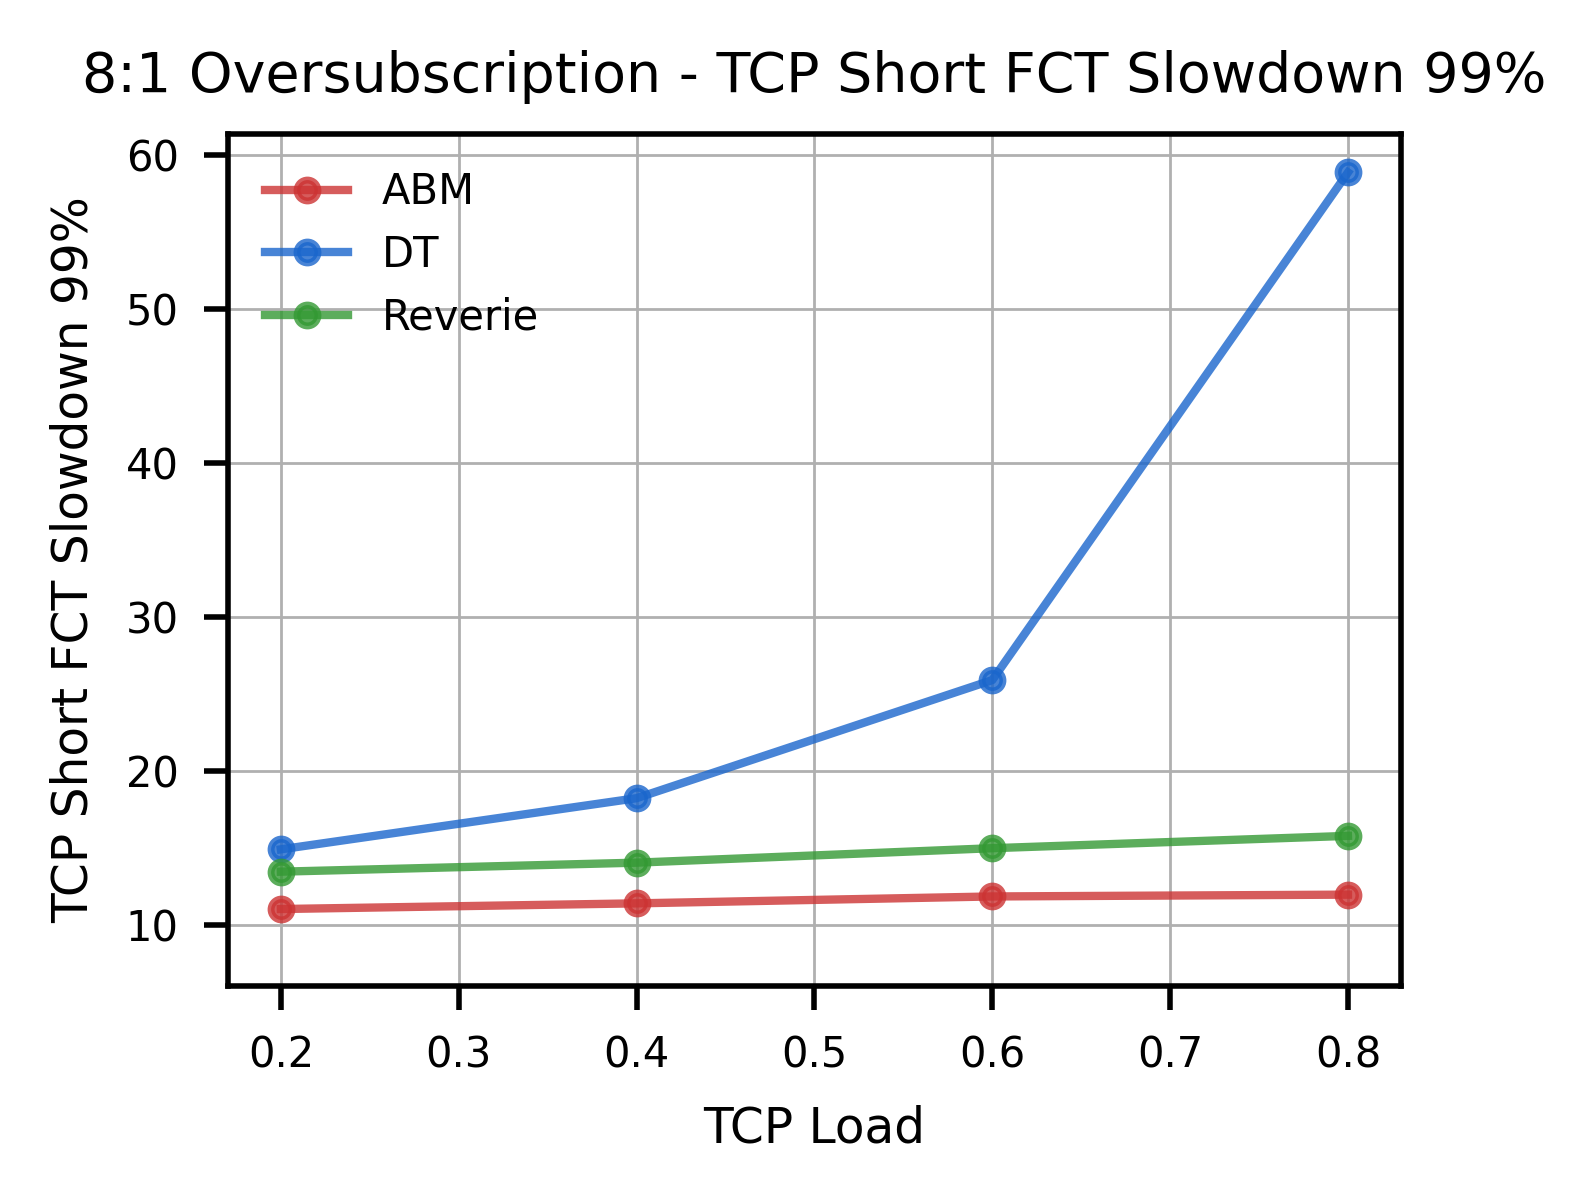 8:1 Oversubscription - TCP Short FCT Slowdown 99%
TCP Short FCT Slowdown 99%
60
50
40
30
20
10
ABM
DT
Reverie
0.2 0.3 0.4 0.5 0.6 0.7 0.8
TCP Load